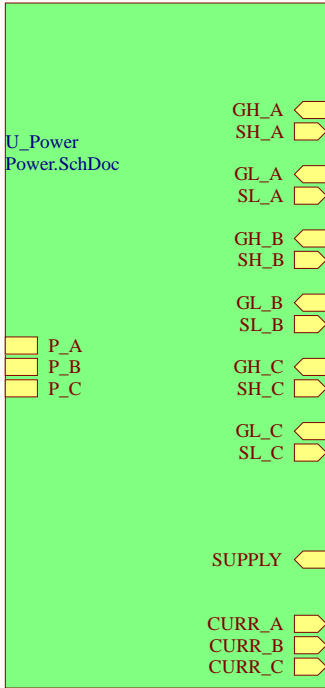 GH_A
SH_A
U_Power
Power.SchDoc
GL_A
SL_A
GH_B
SH_B
GL_B
SL_B
P_A
P_B
GH_C
P_C
SH_C
GL_C
SL_C
SUPPLY
CURR_A
CURR_B
CURR_C